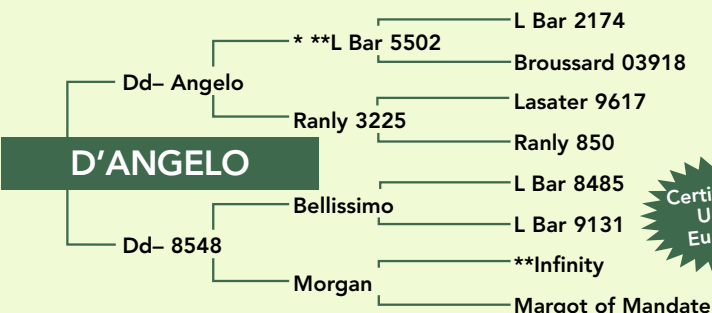 L Bar 2174
* **L Bar 5502
Broussard 03918
Dd– Angelo
Lasater 9617
Ranly 3225
Ranly 850
D'ANGELO
L Bar 8485
Bellissimo
L Bar 9131
Dd– 8548
**Infinity
Morgan
Margot of Mandate